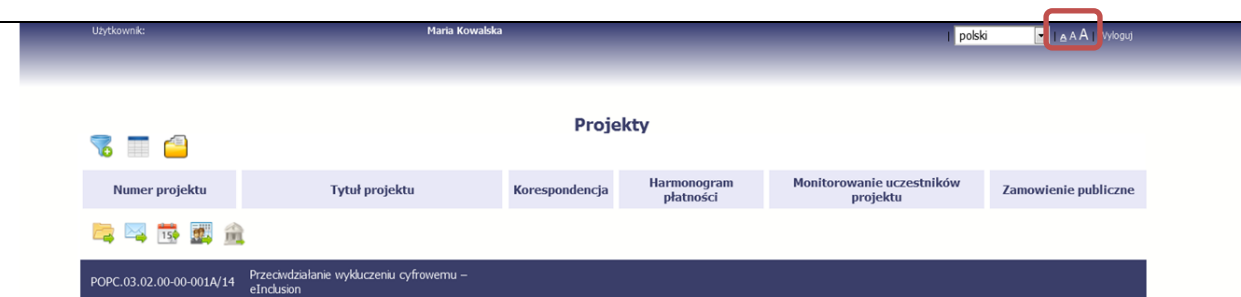 Użytkownik: Maria Kowalska | polski | A A A | Wyloguj
Projekty
Numer projektu Tytuł projektu Korespondencja Harmonogram płatności Monitorowanie uczestników projektu Zamowienie publiczne
15
POPC.03.02.00-00-001A/14 Przeciwdziałanie wykluczeniu cyfrowemu –
eInclusion